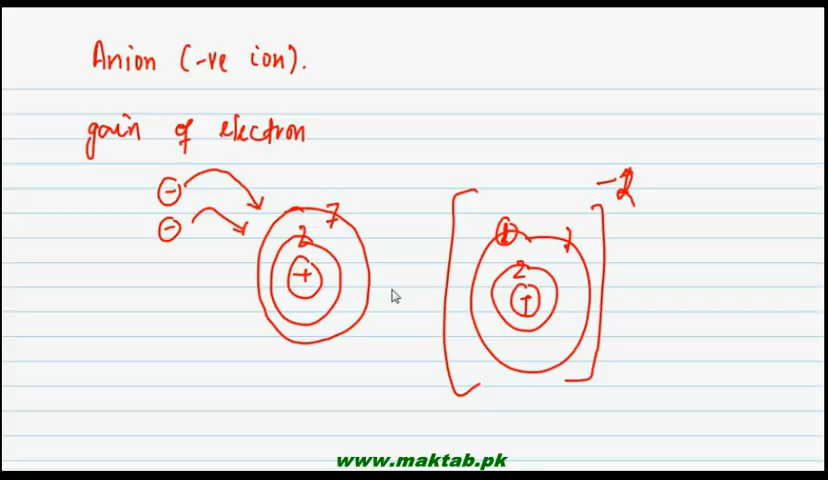 Anion (-ve ion).
gain of electron
- 
-
2 7
+
-2
2 7
+
www.maktab.pk